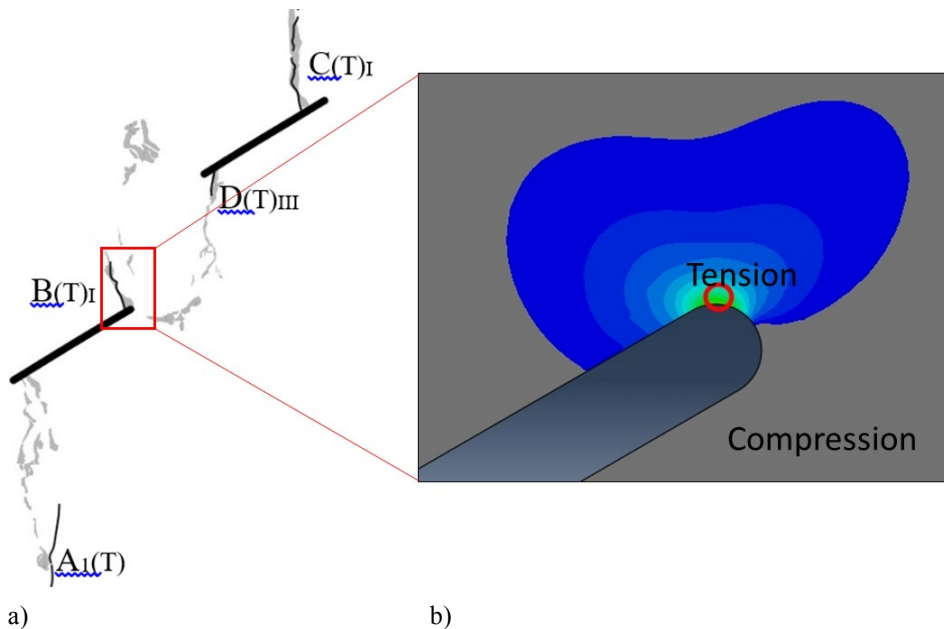 C(T)I
D(T)III
B(T)I
A1(T)
Tension
Compression
a)
b)